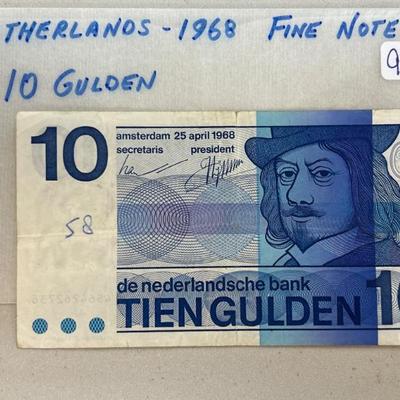 THERLANDS - 1968 FINE NOTE
10 GULDEN
10
amsterdam 25 april 1968
secretaris president
58
de nederlandsche bank
TIEN GULDEN